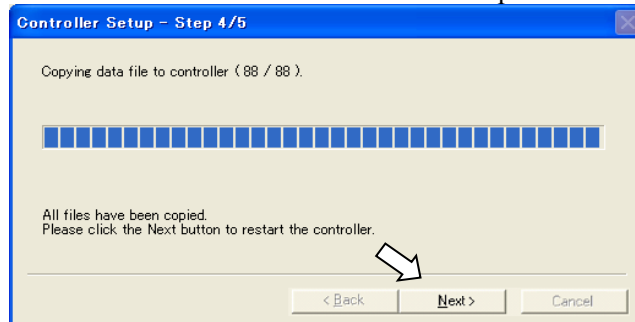 Controller Setup - Step 4/5
Copying data file to controller ( 88 / 88 ).
All files have been copied.
Please click the Next button to restart the controller.
< Back
Next >
Cancel